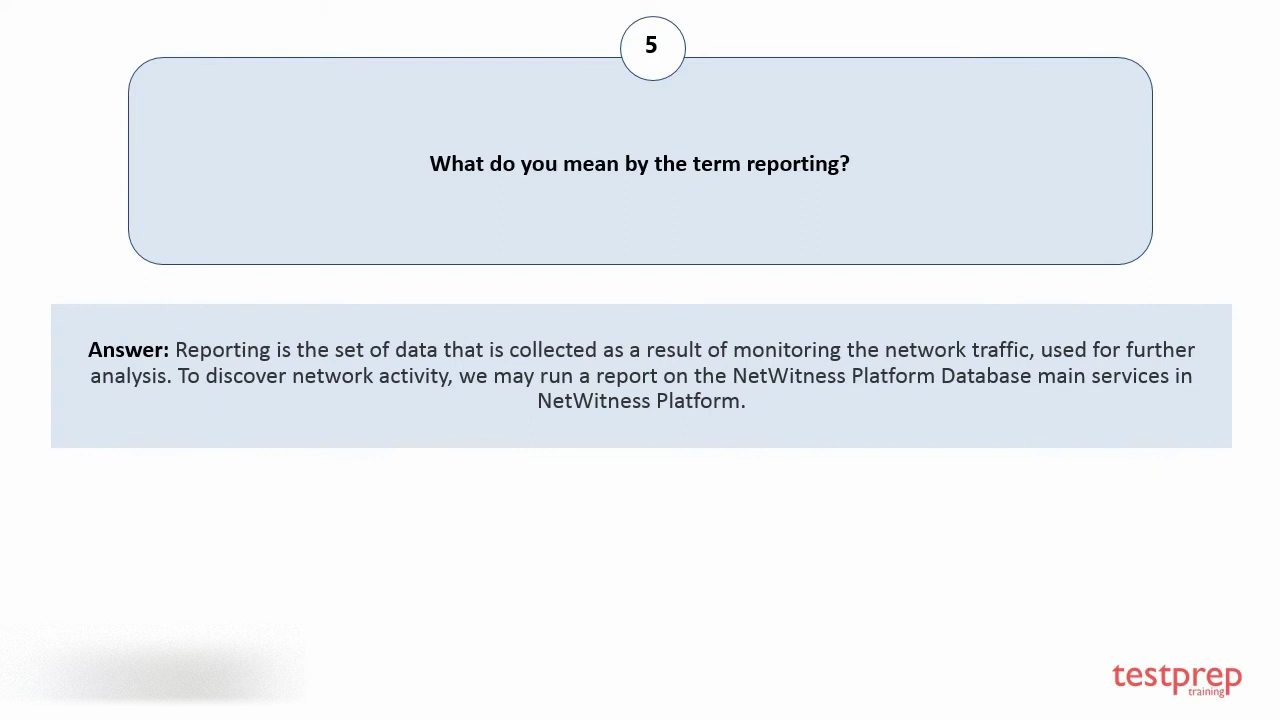 5
What do you mean by the term reporting?
Answer: Reporting is the set of data that is collected as a result of monitoring the network traffic, used for further
analysis. To discover network activity, we may run a report on the NetWitness Platform Database main services in
NetWitness Platform.
testprep
training